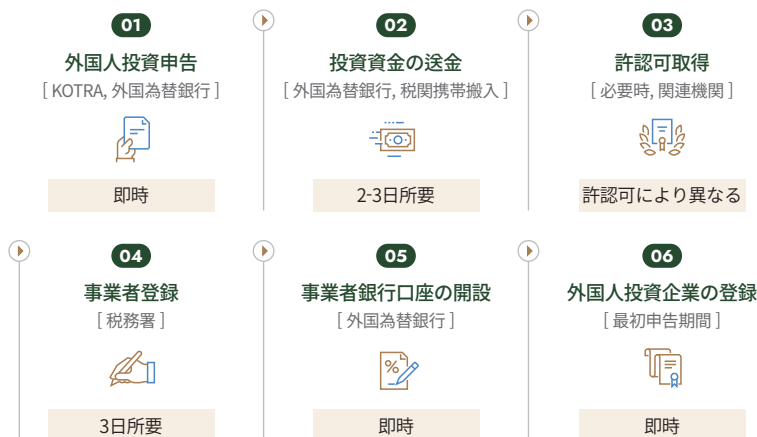 01
外国人投資申告
[ KOTRA, 外国為替銀行 ]
即時
02
投資資金の送金
[ 外国為替銀行, 税関携帯搬入 ]
2-3日所要
03
許認可取得
[ 必要時, 関連機関 ]
許認可により異なる
04
事業者登録
[ 税務署 ]
3日所要
05
事業者銀行口座の開設
[ 外国為替銀行 ]
%
即時
06
外国人投資企業の登録
[ 最初申告期間 ]
即時